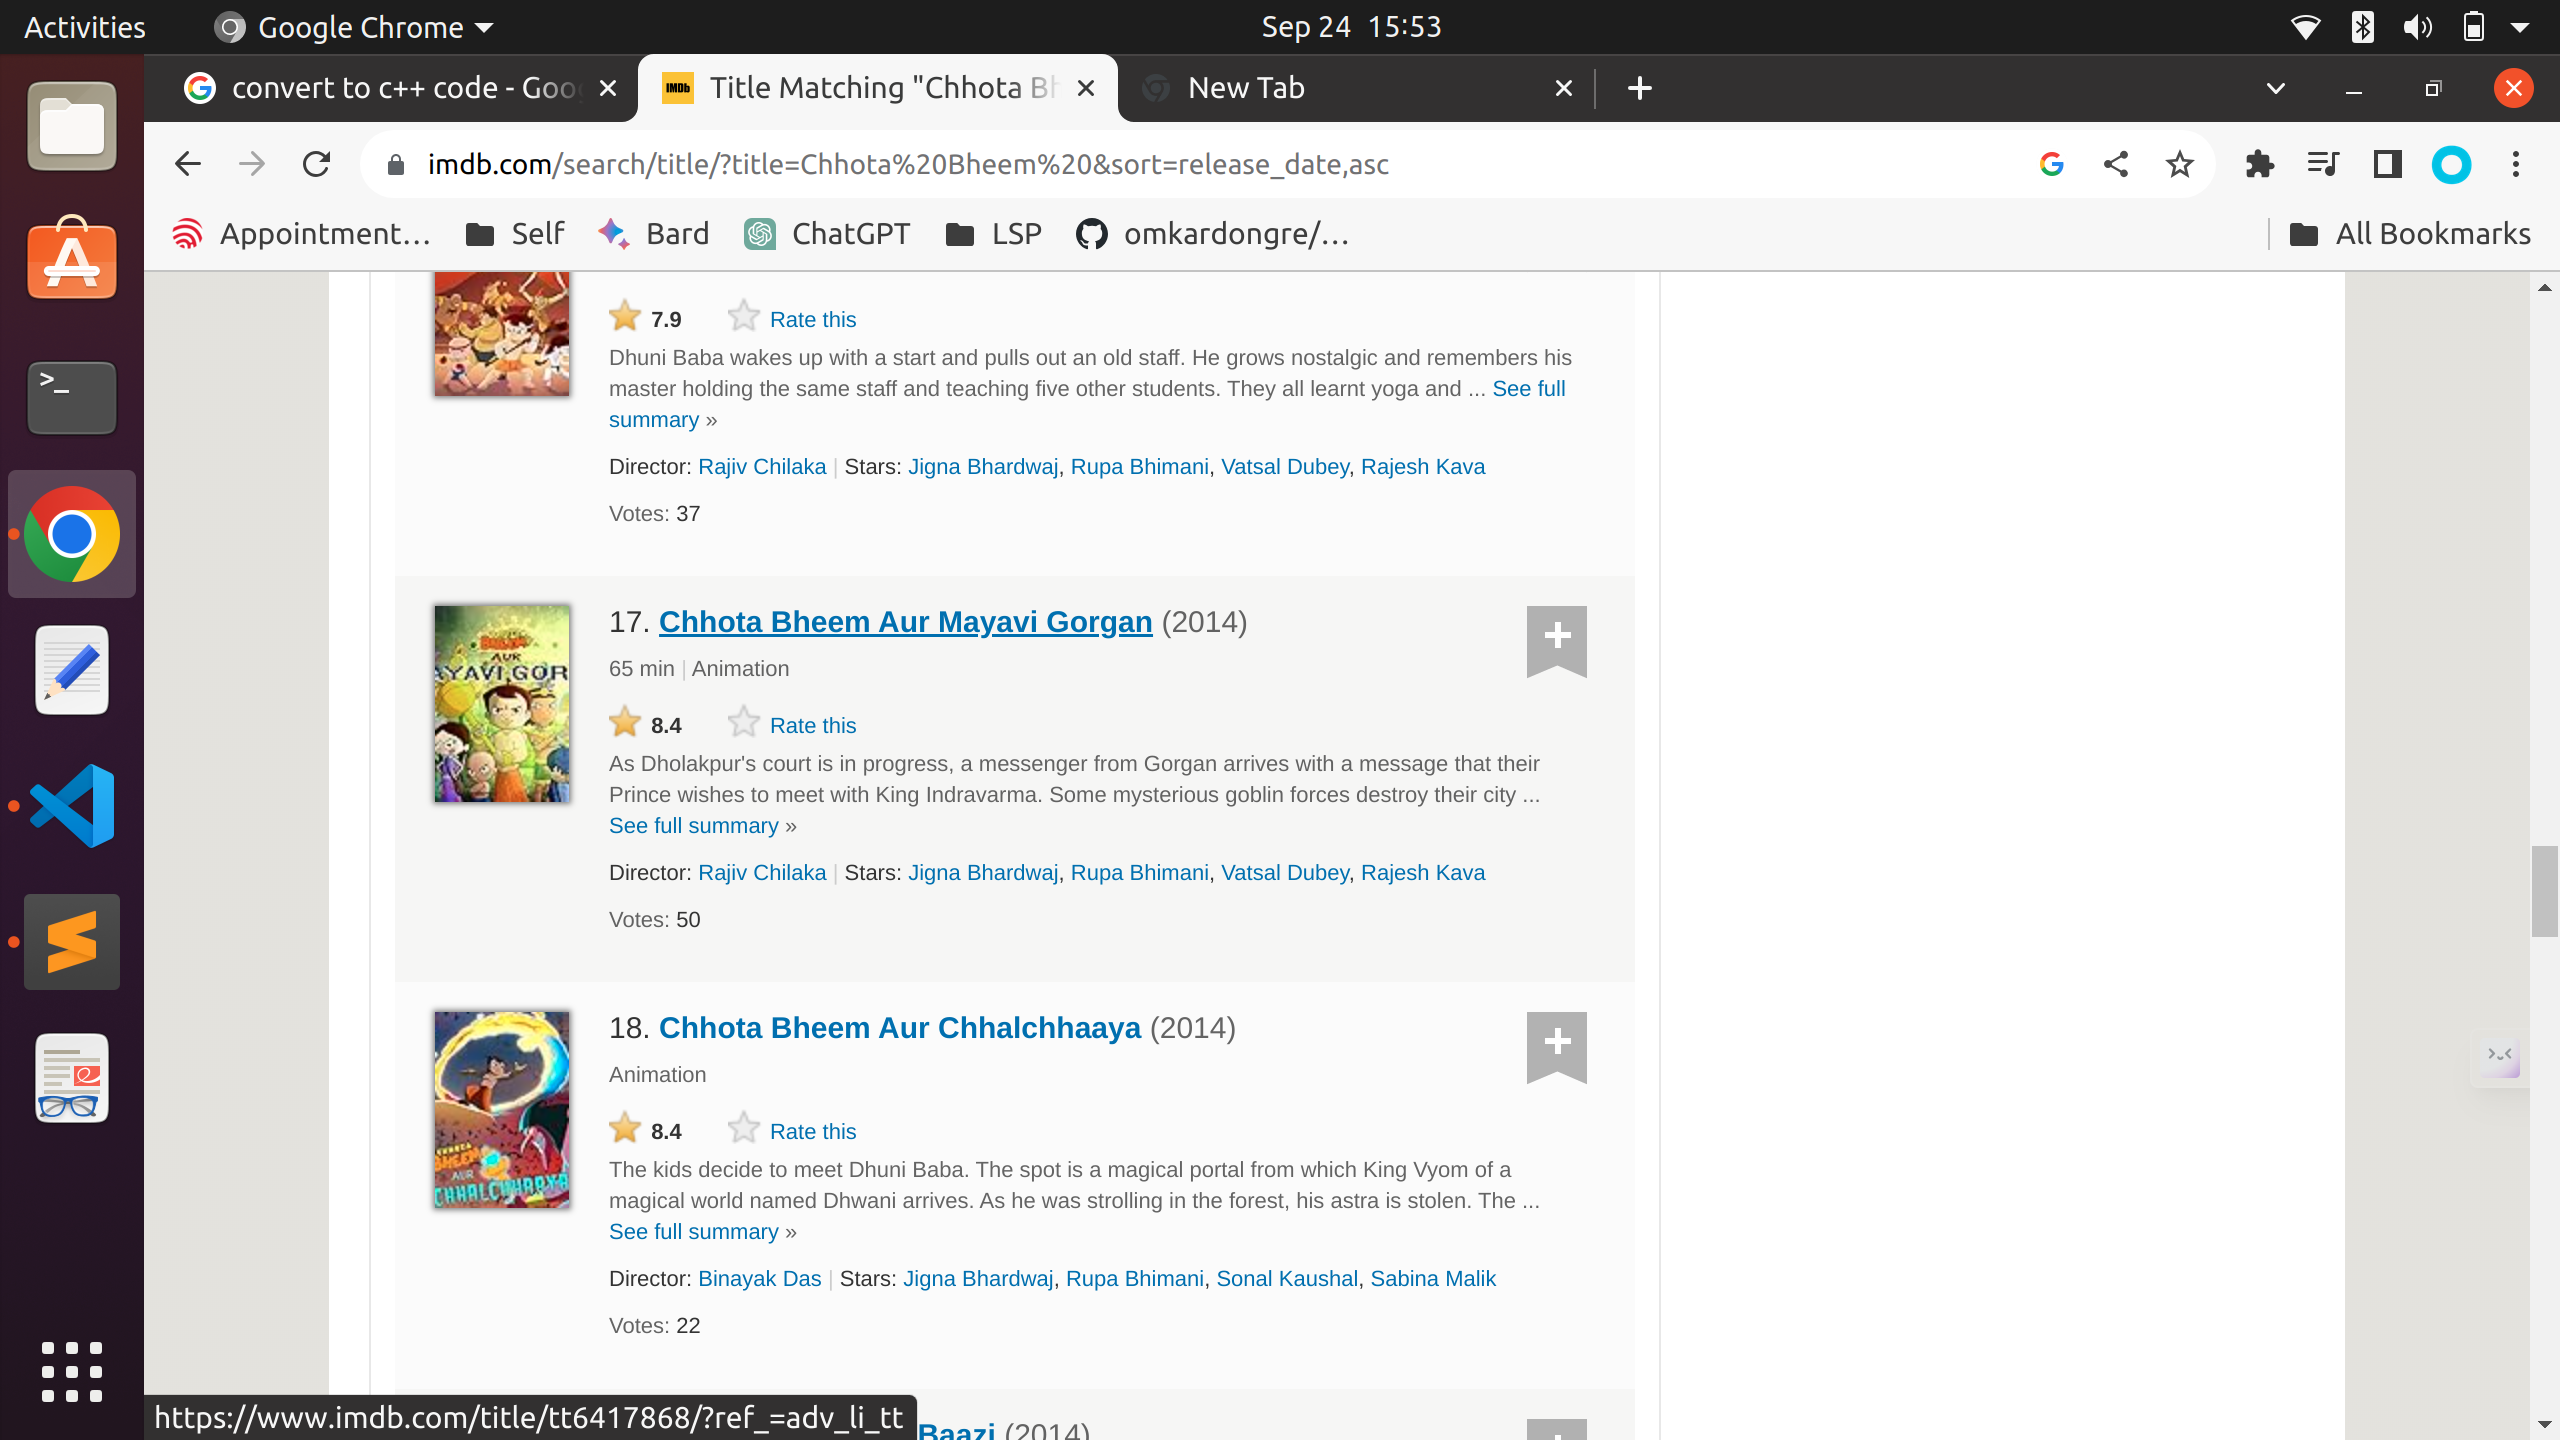 Activities Google Chrome Sep 24 15:53
convert to c++ code - Goog Title Matching "Chhota Bh New Tab
imdb.com/search/title/?title=Chhota%20Bheem%20&sort=release_date,asc
Appointment... Self Bard ChatGPT LSP omkardongre/... All Bookmarks
7.9 Rate this
Dhuni Baba wakes up with a start and pulls out an old staff. He grows nostalgic and remembers his
master holding the same staff and teaching five other students. They all learnt yoga and ... See full
summary »
Director: Rajiv Chilaka | Stars: Jigna Bhardwaj, Rupa Bhimani, Vatsal Dubey, Rajesh Kava
Votes: 37
17. Chhota Bheem Aur Mayavi Gorgan (2014)
65 min | Animation
AUR
AYAVI GOR
8.4 Rate this
As Dholakpur's court is in progress, a messenger from Gorgan arrives with a message that their
Prince wishes to meet with King Indravarma. Some mysterious goblin forces destroy their city ...
See full summary »
Director: Rajiv Chilaka | Stars: Jigna Bhardwaj, Rupa Bhimani, Vatsal Dubey, Rajesh Kava
Votes: 50
18. Chhota Bheem Aur Chhalchhaaya (2014)
Animation
8.4 Rate this
BHEEM
AUR
CHHALCHHAAYA
The kids decide to meet Dhuni Baba. The spot is a magical portal from which King Vyom of a
magical world named Dhwani arrives. As he was strolling in the forest, his astra is stolen. The ...
See full summary »
Director: Binayak Das | Stars: Jigna Bhardwaj, Rupa Bhimani, Sonal Kaushal, Sabina Malik
Votes: 22
https://www.imdb.com/title/tt6417868/?ref_=adv_li_tt
Baazi (2014)